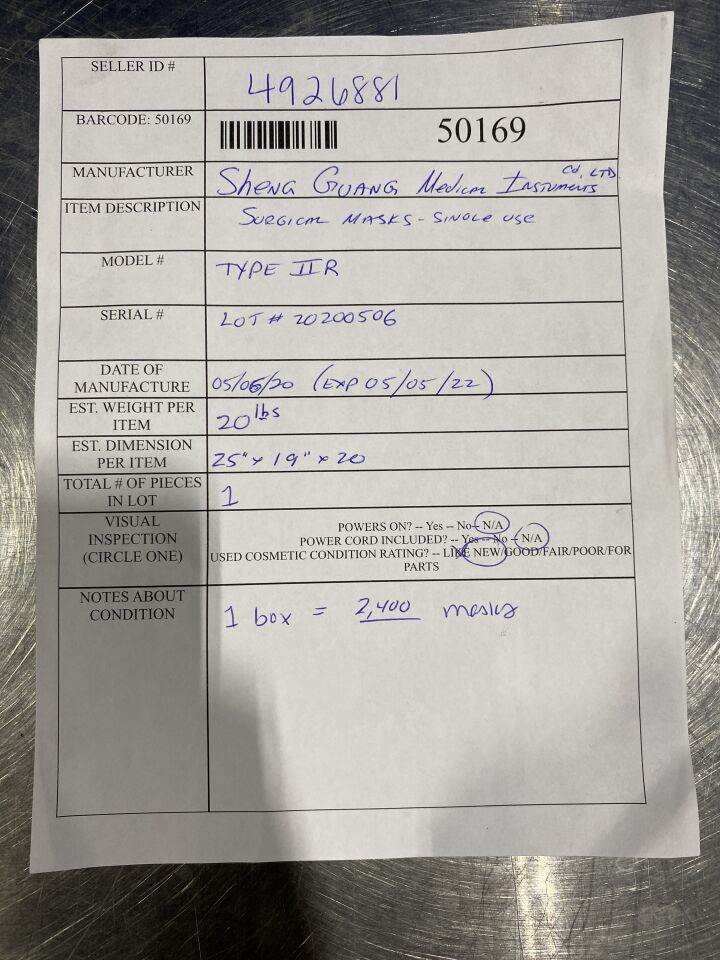 SELLER ID #
4926881
BARCODE: 50169
50169
MANUFACTURER
Sheng Guang Medical Instuments Co, LTD
ITEM DESCRIPTION
Surgical Masks - Single Use
MODEL #
TYPE IIR
SERIAL #
LOT # 20200506
DATE OF
MANUFACTURE
05/06/20 (EXP 05/05/22)
EST. WEIGHT PER
ITEM
20 lbs
EST. DIMENSION
PER ITEM
25" x 19" x 20
TOTAL # OF PIECES
IN LOT
1
VISUAL
INSPECTION
(CIRCLE ONE)
POWERS ON? -- Yes -- No -- N/A
POWER CORD INCLUDED? -- Yes -- No -- N/A
USED COSMETIC CONDITION RATING? -- LIKE NEW/GOOD/FAIR/POOR/FOR
PARTS
NOTES ABOUT
CONDITION
1 box = 2,400 masks